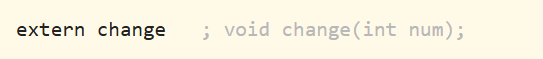 extern change   ; void change(int num);